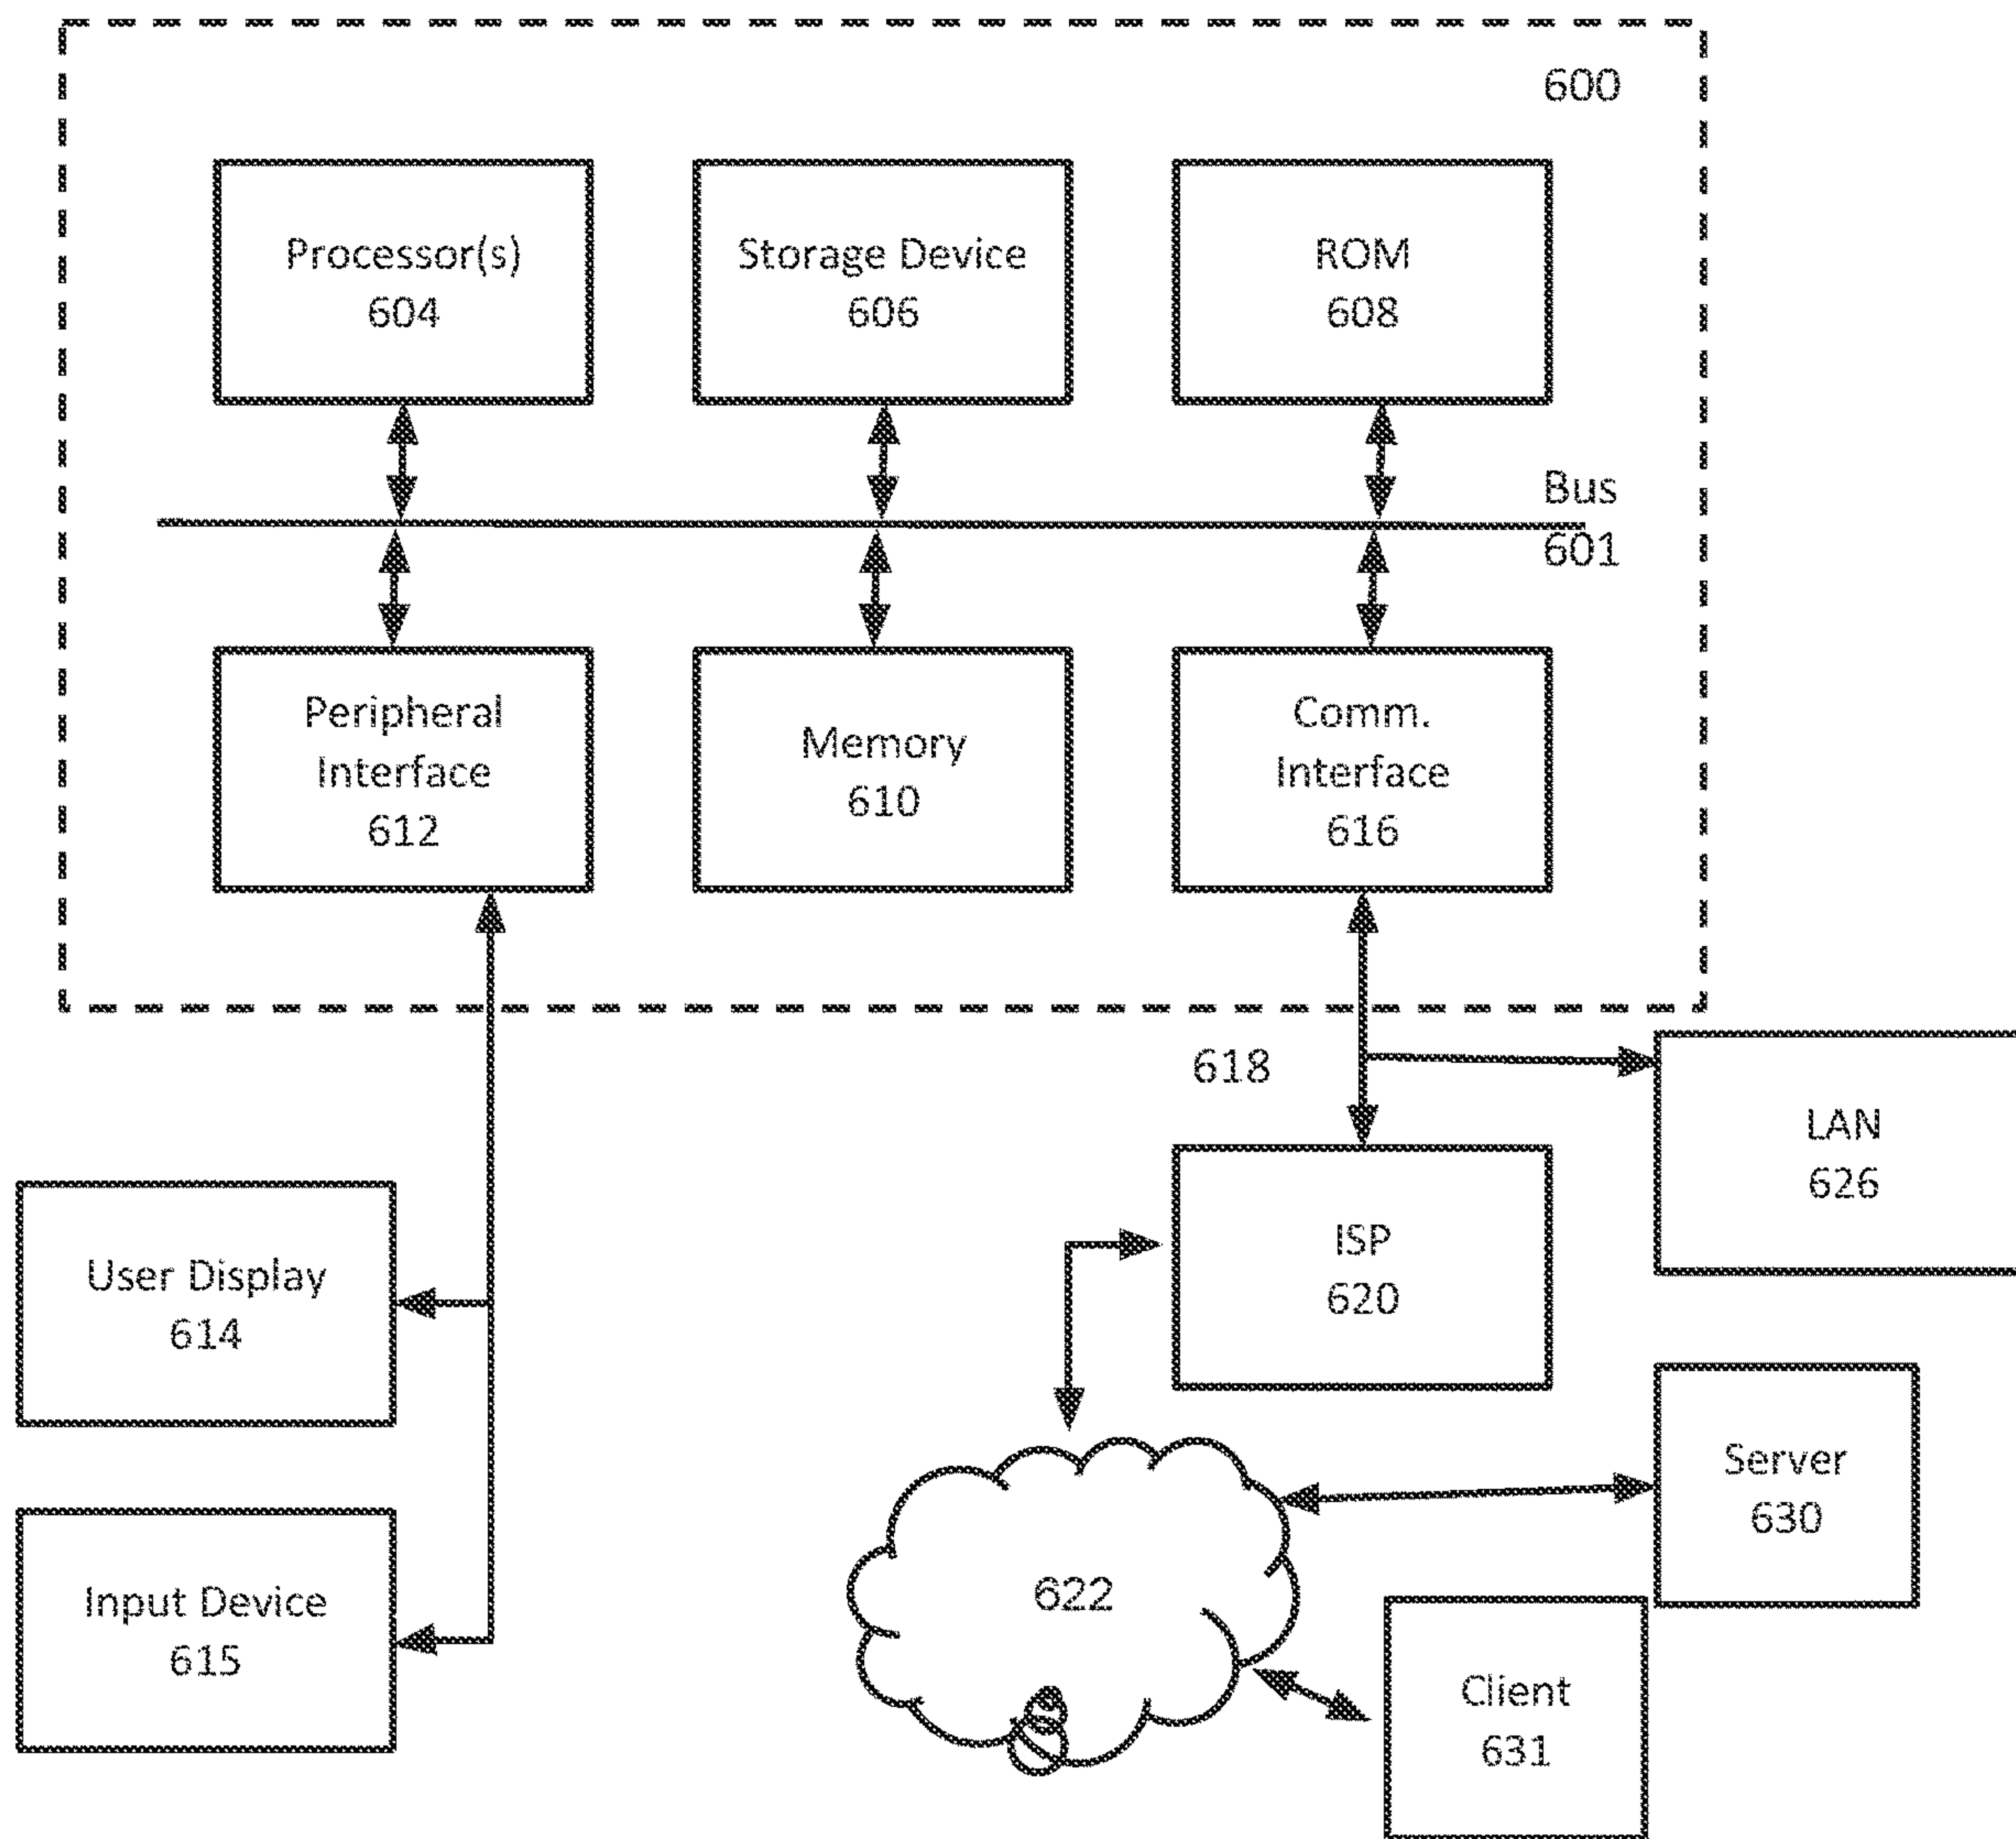 600
Processor(s)
604
Storage Device
606
ROM
608
Bus
601
Peripheral
Interface
612
Memory
610
Comm.
Interface
616
618
LAN
626
ISP
620
User Display
614
Server
630
Input Device
615
622
Client
631